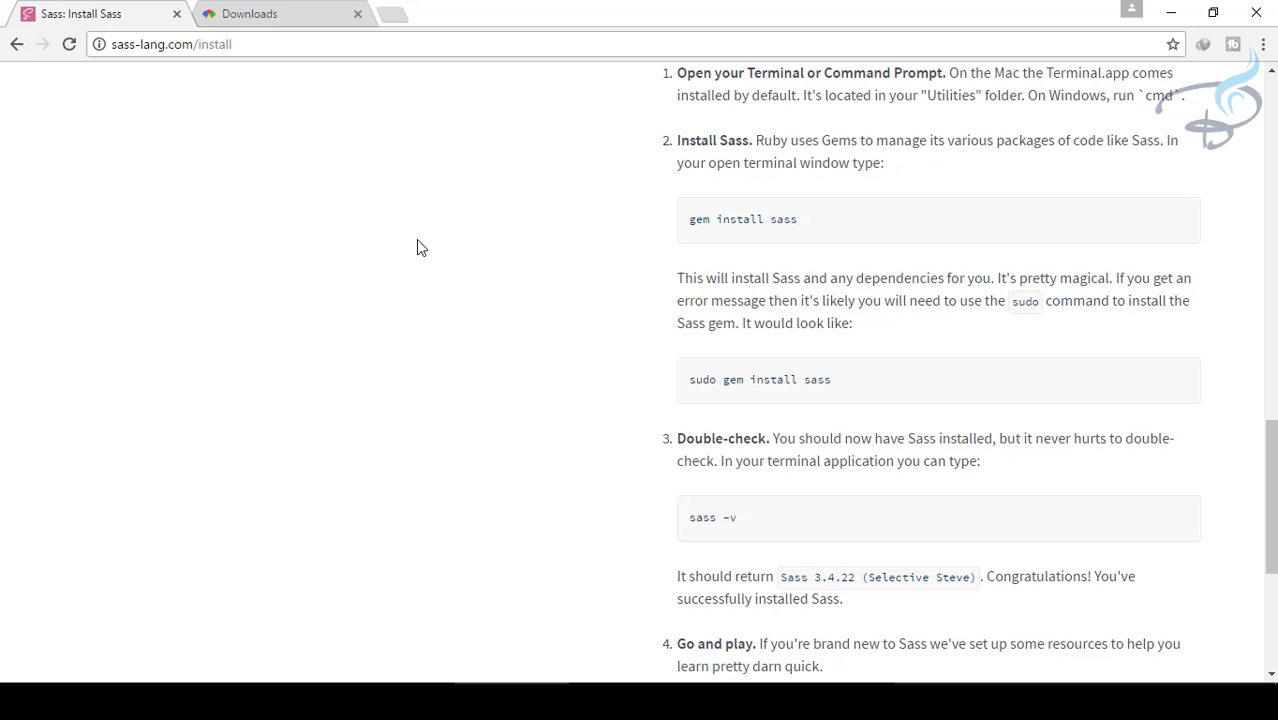 Sass: Install Sass
Downloads
sass-lang.com/install
1. Open your Terminal or Command Prompt. On the Mac the Terminal.app comes
installed by default. It's located in your "Utilities" folder. On Windows, run `cmd`.
2. Install Sass. Ruby uses Gems to manage its various packages of code like Sass. In
your open terminal window type:
gem install sass
This will install Sass and any dependencies for you. It's pretty magical. If you get an
error message then it's likely you will need to use the sudo command to install the
Sass gem. It would look like:
sudo gem install sass
3. Double-check. You should now have Sass installed, but it never hurts to double-
check. In your terminal application you can type:
sass -v
It should return Sass 3.4.22 (Selective Steve). Congratulations! You've
successfully installed Sass.
4. Go and play. If you're brand new to Sass we've set up some resources to help you
learn pretty darn quick.